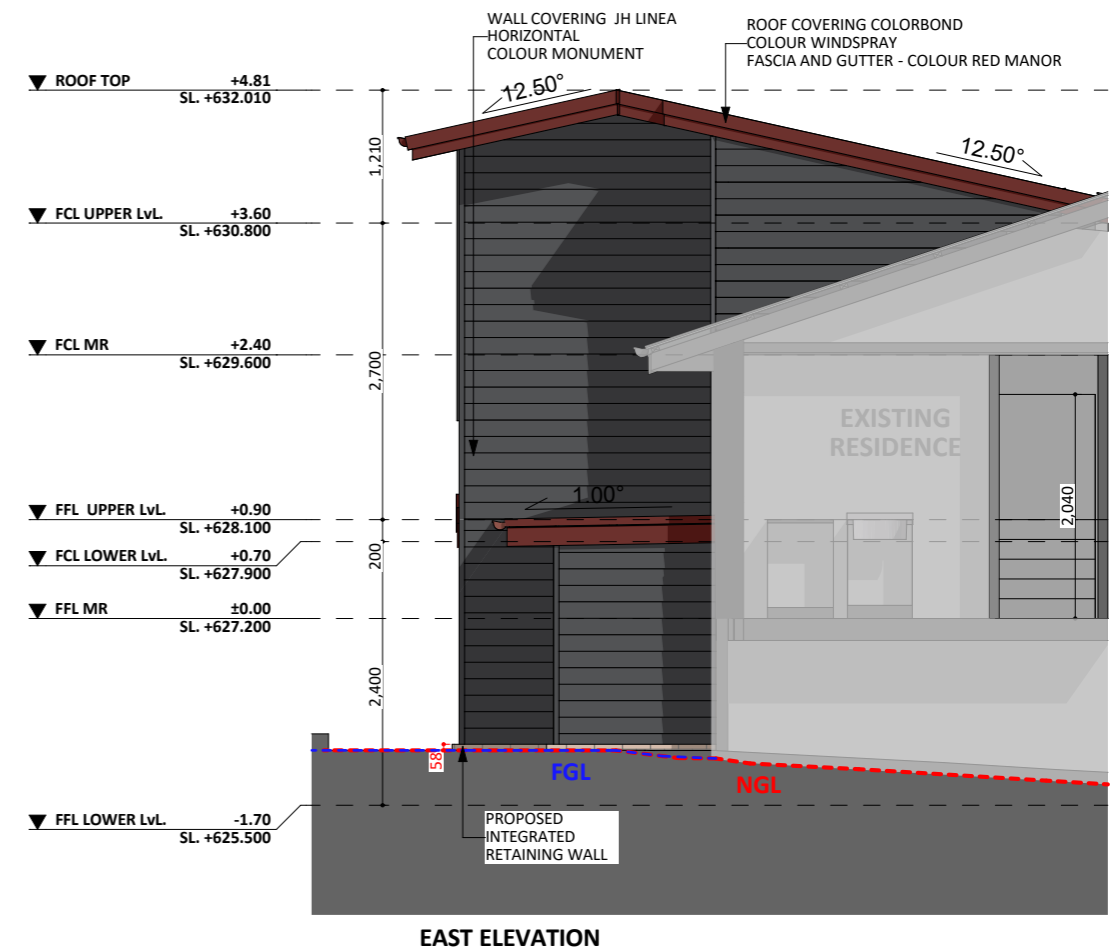 WALL COVERING JH LINEA
HORIZONTAL
COLOUR MONUMENT
ROOF COVERING COLORBOND
COLOUR WINDSPRAY
FASCIA AND GUTTER - COLOUR RED MANOR
ROOF TOP +4.81
SL. +632.010
12.50°
12.50°
1,210
FCL UPPER LvL. +3.60
SL. +630.800
FCL MR +2.40
SL. +629.600
2,700
EXISTING
RESIDENCE
2,040
FFL UPPER LvL. +0.90
SL. +628.100
1.00°
200
FCL LOWER LvL. +0.70
SL. +627.900
FFL MR ±0.00
SL. +627.200
2,400
58
FGL
NGL
FFL LOWER LvL. -1.70
SL. +625.500
PROPOSED
INTEGRATED
RETAINING WALL
EAST ELEVATION